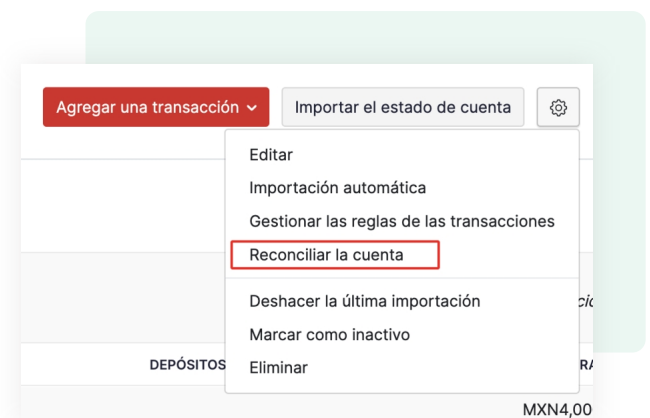 Agregar una transacción
Importar el estado de cuenta
Editar
Importación automática
Gestionar las reglas de las transacciones
Reconciliar la cuenta
Deshacer la última importación
Marcar como inactivo
DEPÓSITOS
Eliminar
MXN4,00